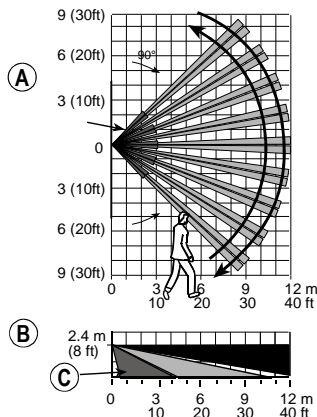 9 (30ft)
6 (20ft)
90°
A
3 (10ft)
0
3 (10ft)
6 (20ft)
9 (30ft)
0 3 6 9 12 m
0 10 20 30 40 ft
B
2.4 m
(8 ft)
C
0 3 6 9 12 m
0 10 20 30 40 ft